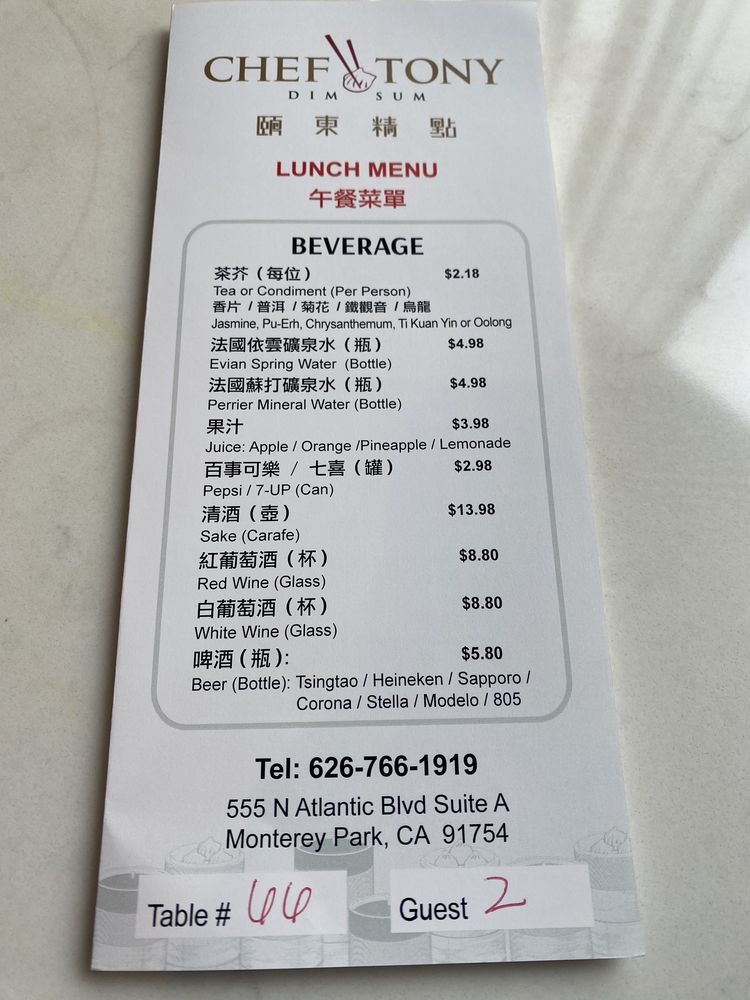 CHEF TONY
DIM SUM
頤東精點
LUNCH MENU
午餐菜單
BEVERAGE
茶芥（每位） $2.18
Tea or Condiment (Per Person)
香片 / 普洱 / 菊花 / 鐵觀音 / 烏龍
Jasmine, Pu-Erh, Chrysanthemum, Ti Kuan Yin or Oolong
法國依雲礦泉水（瓶） $4.98
Evian Spring Water (Bottle)
法國蘇打礦泉水（瓶） $4.98
Perrier Mineral Water (Bottle)
果汁 $3.98
Juice: Apple / Orange /Pineapple / Lemonade
百事可樂 / 七喜（罐） $2.98
Pepsi / 7-UP (Can)
清酒（壺） $13.98
Sake (Carafe)
紅葡萄酒（杯） $8.80
Red Wine (Glass)
白葡萄酒（杯） $8.80
White Wine (Glass)
啤酒（瓶）: $5.80
Beer (Bottle): Tsingtao / Heineken / Sapporo /
Corona / Stella / Modelo / 805
Tel: 626-766-1919
555 N Atlantic Blvd Suite A
Monterey Park, CA 91754
Table # 66 Guest 2